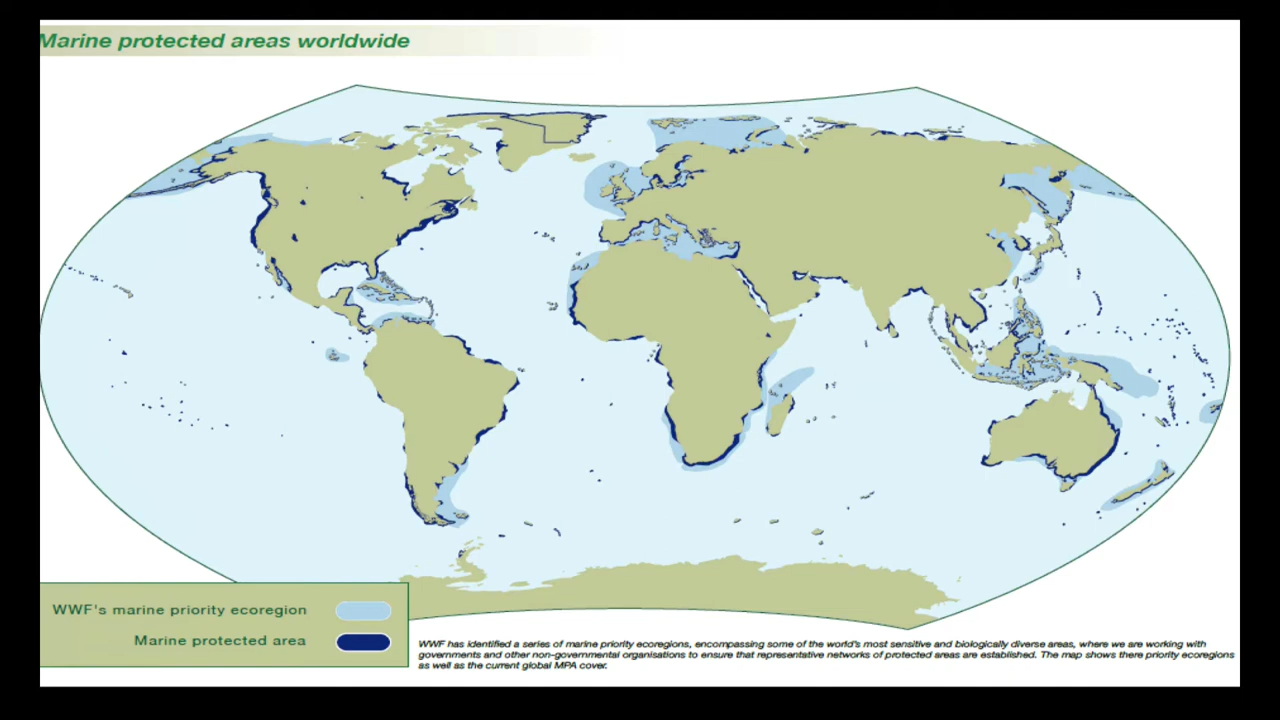 Marine protected areas worldwide
WWF's marine priority ecoregion
Marine protected area
WWF has identified a series of marine priority ecoregions, encompassing some of the world's most sensitive and biologically diverse areas, where we are working with
governments and other non-governmental organisations to ensure that representative networks of protected areas are established. The map shows there priority ecoregions
as well as the current global MPA cover.